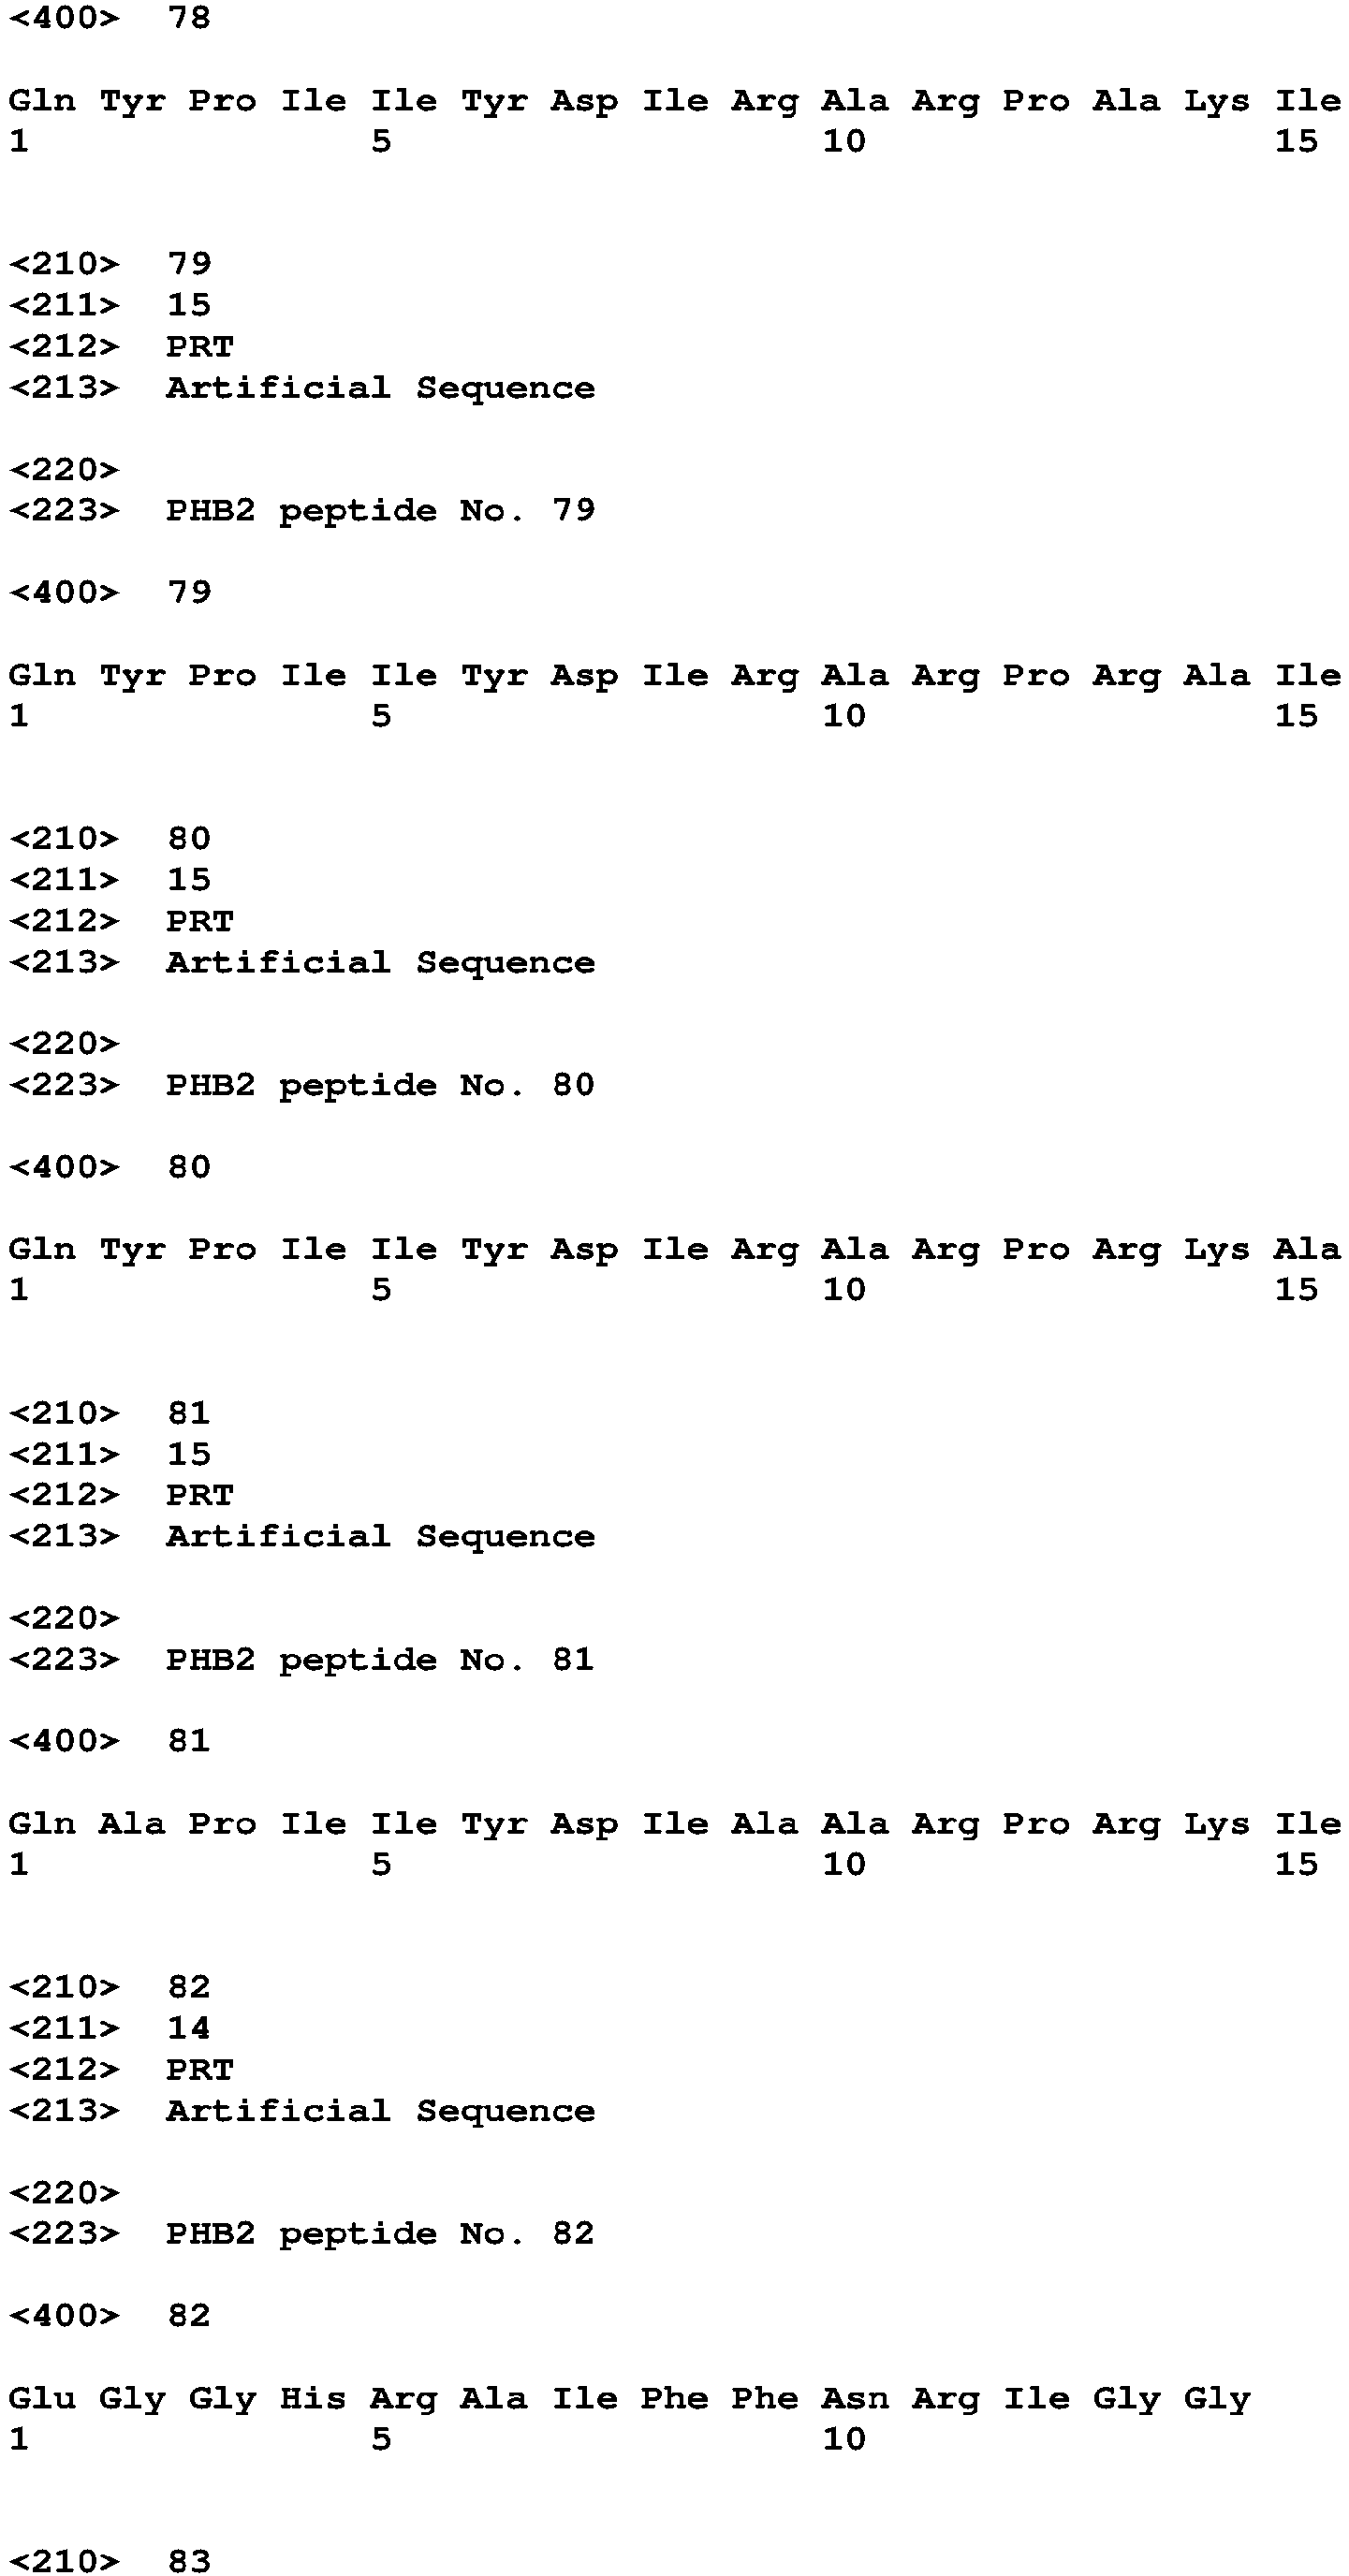 <400> 78
Gln Tyr Pro Ile Ile Tyr Asp Ile Arg Ala Arg Pro Ala Lys Ile
1 5 10 15
<210> 79
<211> 15
<212> PRT
<213> Artificial Sequence
<220>
<223> PHB2 peptide No. 79
<400> 79
Gln Tyr Pro Ile Ile Tyr Asp Ile Arg Ala Arg Pro Arg Ala Ile
1 5 10 15
<210> 80
<211> 15
<212> PRT
<213> Artificial Sequence
<220>
<223> PHB2 peptide No. 80
<400> 80
Gln Tyr Pro Ile Ile Tyr Asp Ile Arg Ala Arg Pro Arg Lys Ala
1 5 10 15
<210> 81
<211> 15
<212> PRT
<213> Artificial Sequence
<220>
<223> PHB2 peptide No. 81
<400> 81
Gln Ala Pro Ile Ile Tyr Asp Ile Ala Ala Arg Pro Arg Lys Ile
1 5 10 15
<210> 82
<211> 14
<212> PRT
<213> Artificial Sequence
<220>
<223> PHB2 peptide No. 82
<400> 82
Glu Gly Gly His Arg Ala Ile Phe Phe Asn Arg Ile Gly Gly
1 5 10
<210> 83